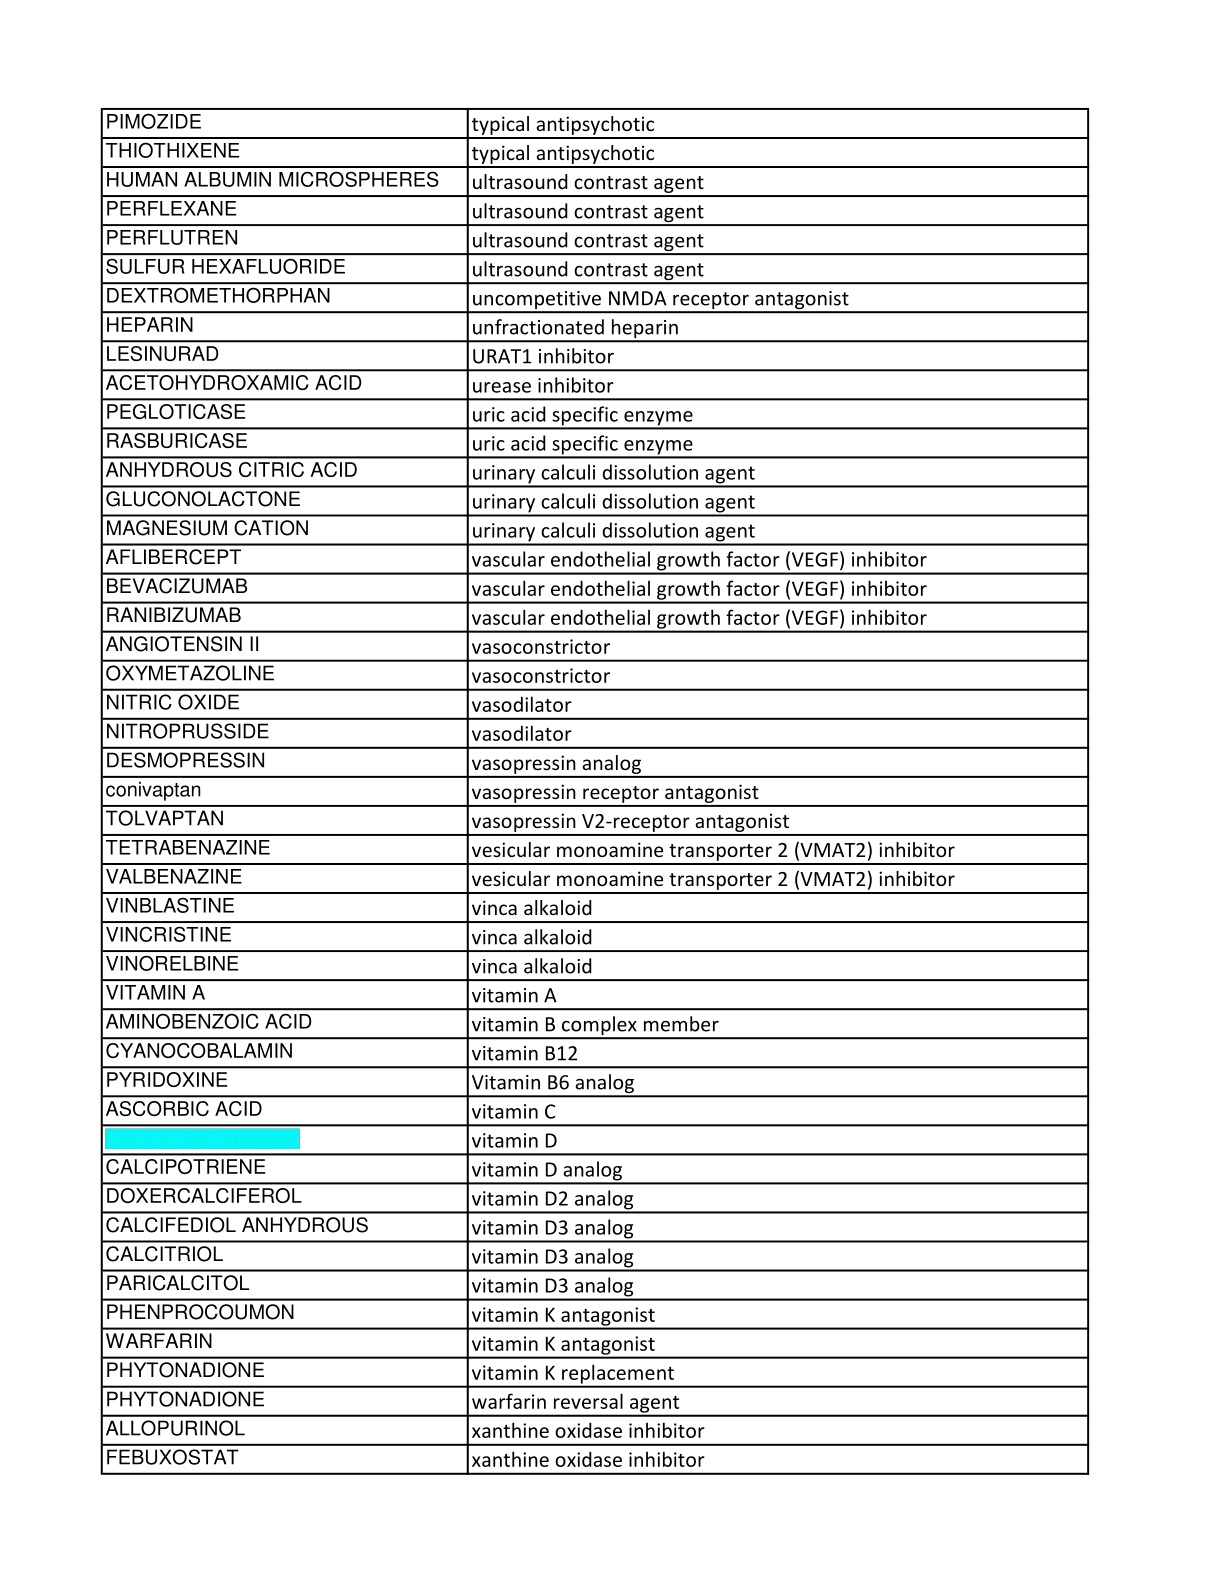 PIMOZIDE typical antipsychotic
THIOTHIXENE typical antipsychotic
HUMAN ALBUMIN MICROSPHERES ultrasound contrast agent
PERFLEXANE ultrasound contrast agent
PERFLUTREN ultrasound contrast agent
SULFUR HEXAFLUORIDE ultrasound contrast agent
DEXTROMETHORPHAN uncompetitive NMDA receptor antagonist
HEPARIN unfractionated heparin
LESINURAD URAT1 inhibitor
ACETOHYDROXAMIC ACID urease inhibitor
PEGLOTICASE uric acid specific enzyme
RASBURICASE uric acid specific enzyme
ANHYDROUS CITRIC ACID urinary calculi dissolution agent
GLUCONOLACTONE urinary calculi dissolution agent
MAGNESIUM CATION urinary calculi dissolution agent
AFLIBERCEPT vascular endothelial growth factor (VEGF) inhibitor
BEVACIZUMAB vascular endothelial growth factor (VEGF) inhibitor
RANIBIZUMAB vascular endothelial growth factor (VEGF) inhibitor
ANGIOTENSIN II vasoconstrictor
OXYMETAZOLINE vasoconstrictor
NITRIC OXIDE vasodilator
NITROPRUSSIDE vasodilator
DESMOPRESSIN vasopressin analog
conivaptan vasopressin receptor antagonist
TOLVAPTAN vasopressin V2-receptor antagonist
TETRABENAZINE vesicular monoamine transporter 2 (VMAT2) inhibitor
VALBENAZINE vesicular monoamine transporter 2 (VMAT2) inhibitor
VINBLASTINE vinca alkaloid
VINCRISTINE vinca alkaloid
VINORELBINE vinca alkaloid
VITAMIN A vitamin A
AMINOBENZOIC ACID vitamin B complex member
CYANOCOBALAMIN vitamin B12
PYRIDOXINE Vitamin B6 analog
ASCORBIC ACID vitamin C
vitamin D
CALCIPOTRIENE vitamin D analog
DOXERCALCIFEROL vitamin D2 analog
CALCIFEDIOL ANHYDROUS vitamin D3 analog
CALCITRIOL vitamin D3 analog
PARICALCITOL vitamin D3 analog
PHENPROCOUMON vitamin K antagonist
WARFARIN vitamin K antagonist
PHYTONADIONE vitamin K replacement
PHYTONADIONE warfarin reversal agent
ALLOPURINOL xanthine oxidase inhibitor
FEBUXOSTAT xanthine oxidase inhibitor